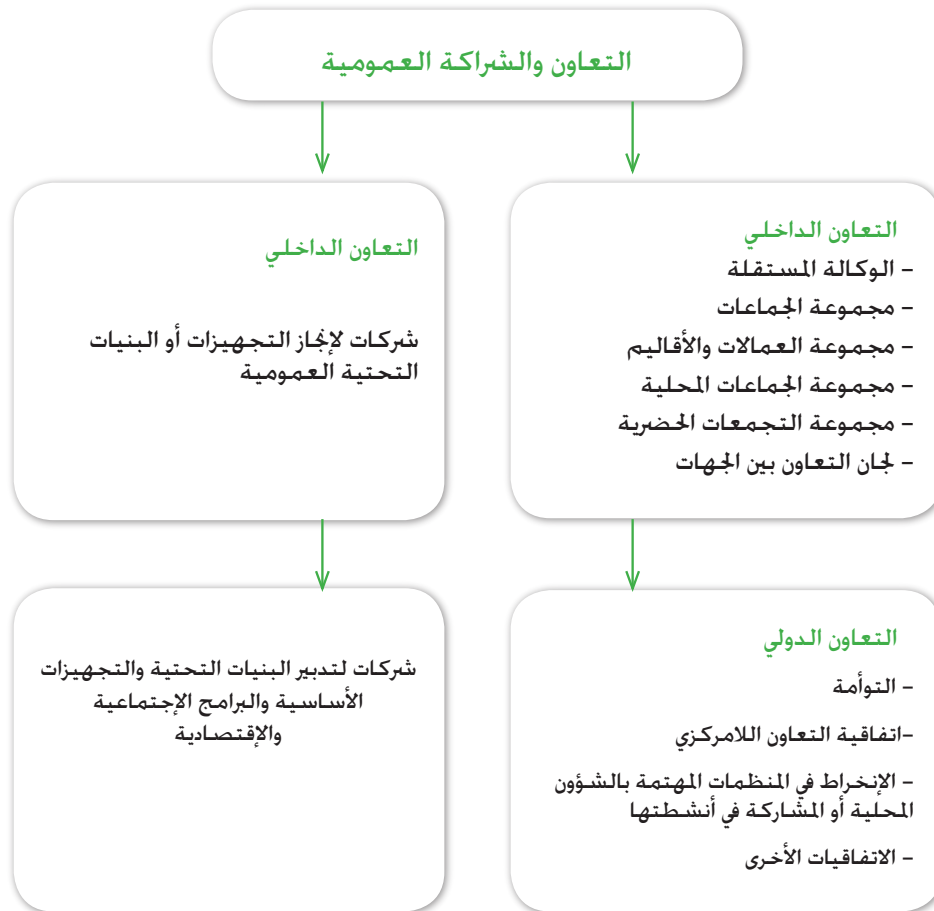 التعاون والشراكة العمومية
التعاون الداخلي
– الوكالة المستقلة
– مجموعة الجماعات
– مجموعة العمالات والأقاليم
– مجموعة الجماعات المحلية
– مجموعة التجمعات الحضرية
– لجان التعاون بين الجهات
التعاون الداخلي
شركات لإنجاز التجهيزات أو البنيات
التحتية العمومية
التعاون الدولي
– التوأمة
–اتفاقية التعاون اللامركزي
– الإنخراط في المنظمات المهتمة بالشؤون
المحلية أو المشاركة في أنشطتها
– الاتفاقيات الأخرى
شركات لتدبير البنيات التحتية والتجهيزات
الأساسية والبرامج الإجتماعية
والإقتصادية